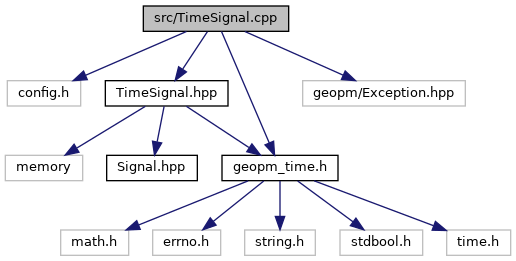 src/TimeSignal.cpp
config.h
TimeSignal.hpp
geopm/Exception.hpp
memory
Signal.hpp
geopm_time.h
math.h
errno.h
string.h
stdbool.h
time.h